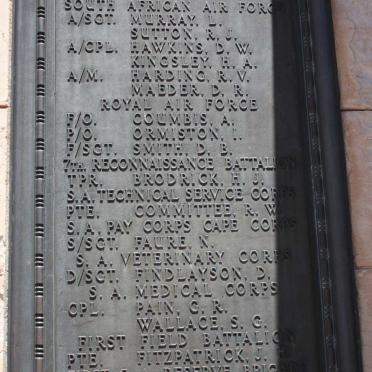 SOUTH AFRICAN AIR FORCE
A/SGT. MURRAY, L.
SUTTON, R. J.
A/CPL. HAWKINS, D. W.
KINGSLEY, H. A.
A/M. HARDING, R. V.
MAEDER, D. R.
ROYAL AIR FORCE
P/O. COUMBIS, A.
P/O. ORMISTON, I.
F/SGT. SMITH, D. B.
7TH RECONNAISSANCE BATTALION
TPR. BRODRICK, H. J.
S.A. TECHNICAL SERVICE CORPS
PTE. COMMITTEE, R. W.
S.A. PAY CORPS CAPE CORPS
S/SGT. FAURE, N.
S. A. VETERINARY CORPS
D/SGT. FINDLAYSON, D.
S. A. MEDICAL CORPS
CPL. PAIN, G. R.
WALLACE, S. G.
FIRST FIELD BATTALION
PTE. FITZPATRICK, J.
RESERVE